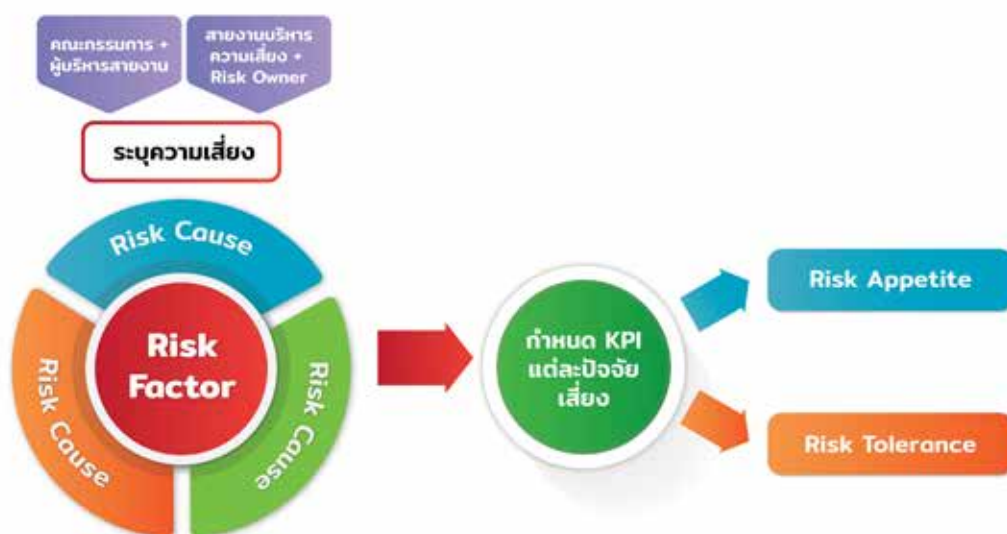 คณะกรรมการ +
ผู้บริหารสายงาน
สายงานบริหาร
ความเสี่ยง +
Risk Owner
ระบุความเสี่ยง
Risk Cause
Risk Cause
Risk Cause
Risk
Factor
กำหนด KPI
แต่ละปัจจัย
เสี่ยง
Risk Appetite
Risk Tolerance